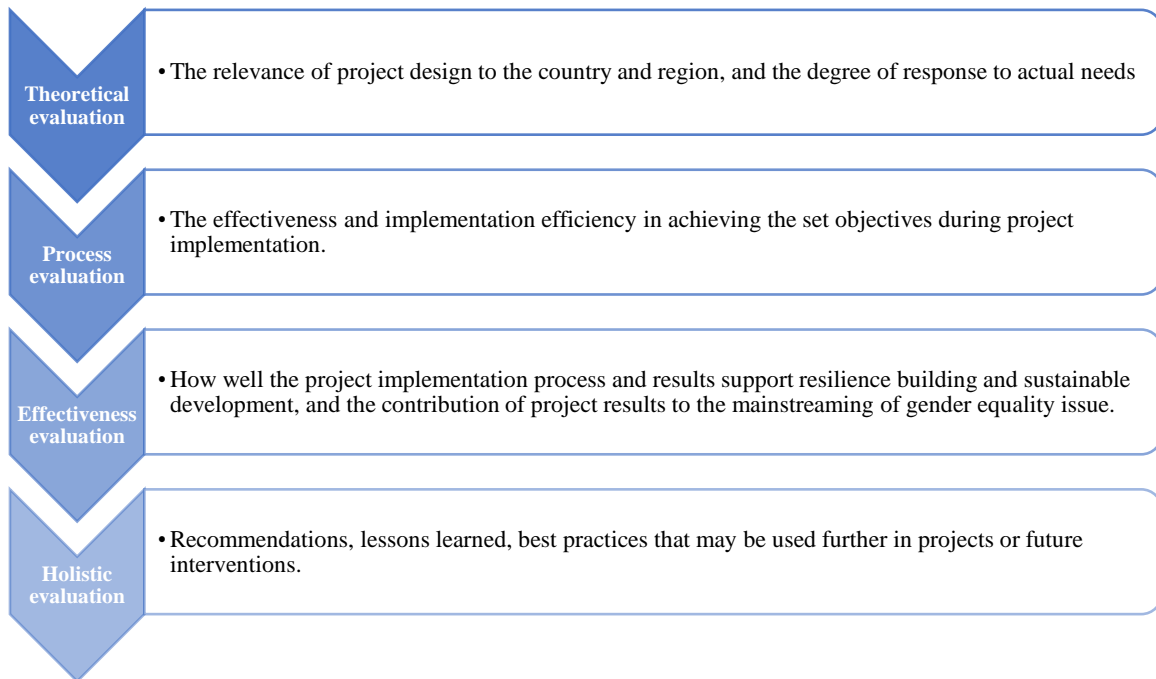 Theoretical
evaluation
• The relevance of project design to the country and region, and the degree of response to actual needs
Process
evaluation
• The effectiveness and implementation efficiency in achieving the set objectives during project
implementation.
Effectiveness
evaluation
• How well the project implementation process and results support resilience building and sustainable
development, and the contribution of project results to the mainstreaming of gender equality issue.
Holistic
evaluation
• Recommendations, lessons learned, best practices that may be used further in projects or future
interventions.